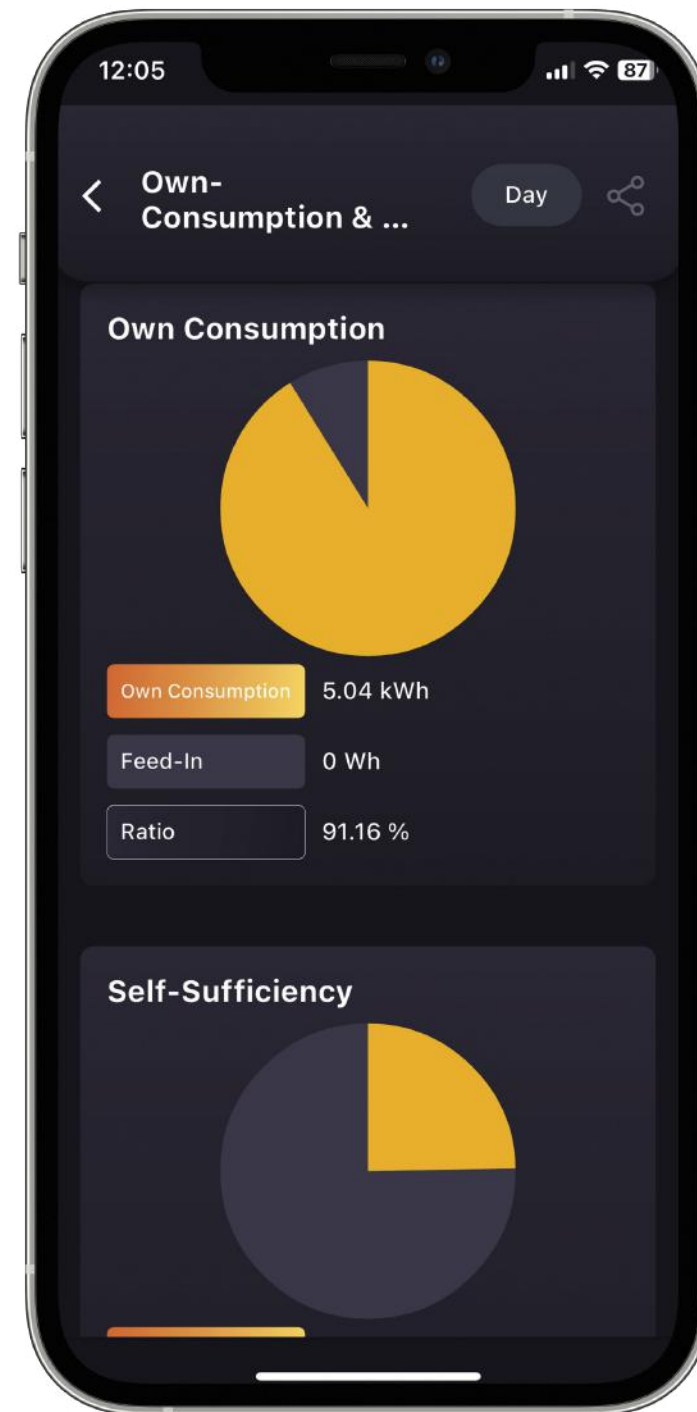 12:05
87
Own-
Consumption & ...
Day
Own Consumption
Own Consumption 5.04 kWh
Feed-In 0 Wh
Ratio 91.16 %
Self-Sufficiency